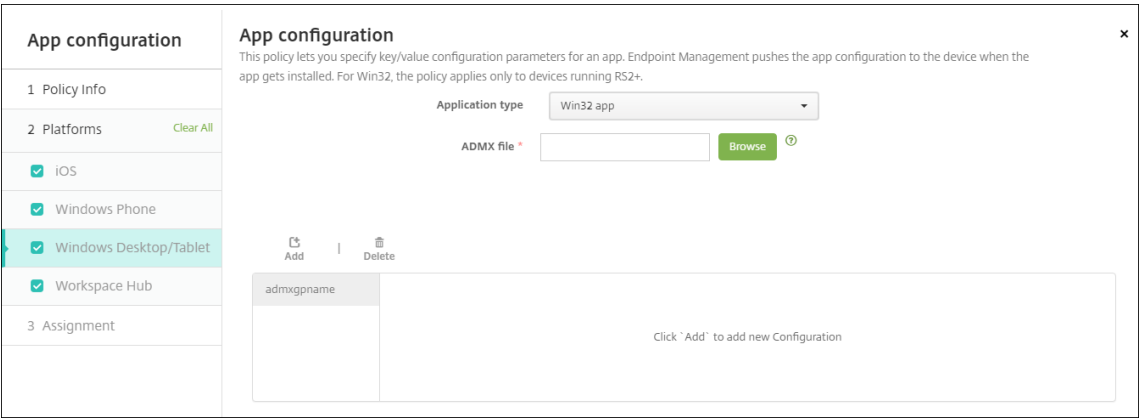 App configuration
1 Policy Info
2 Platforms
Clear All
iOS
Windows Phone
Windows Desktop/Tablet
Workspace Hub
3 Assignment
App configuration
This policy lets you specify key/value configuration parameters for an app. Endpoint Management pushes the app configuration to the device when the
app gets installed. For Win32, the policy applies only to devices running RS2+.
Application type
Win32 app
ADMX file *
Browse
?
Add | Delete
admxgpname
Click `Add` to add new Configuration